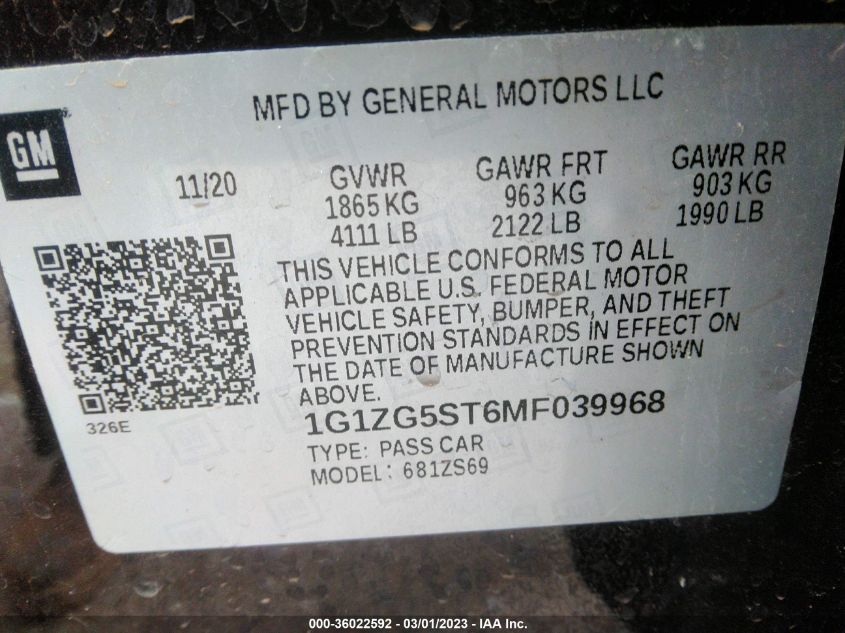 MFD BY GENERAL MOTORS LLC
GM
11/20 GVWR GAWR FRT GAWR RR
1865 KG 963 KG 903 KG
4111 LB 2122 LB 1990 LB
THIS VEHICLE CONFORMS TO ALL
APPLICABLE U.S. FEDERAL MOTOR
VEHICLE SAFETY, BUMPER, AND THEFT
PREVENTION STANDARDS IN EFFECT ON
THE DATE OF MANUFACTURE SHOWN
ABOVE.
326E
1G1ZG5ST6MF039968
TYPE: PASS CAR
MODEL: 681ZS69
000-36022592 - 03/01/2023 - IAA Inc.